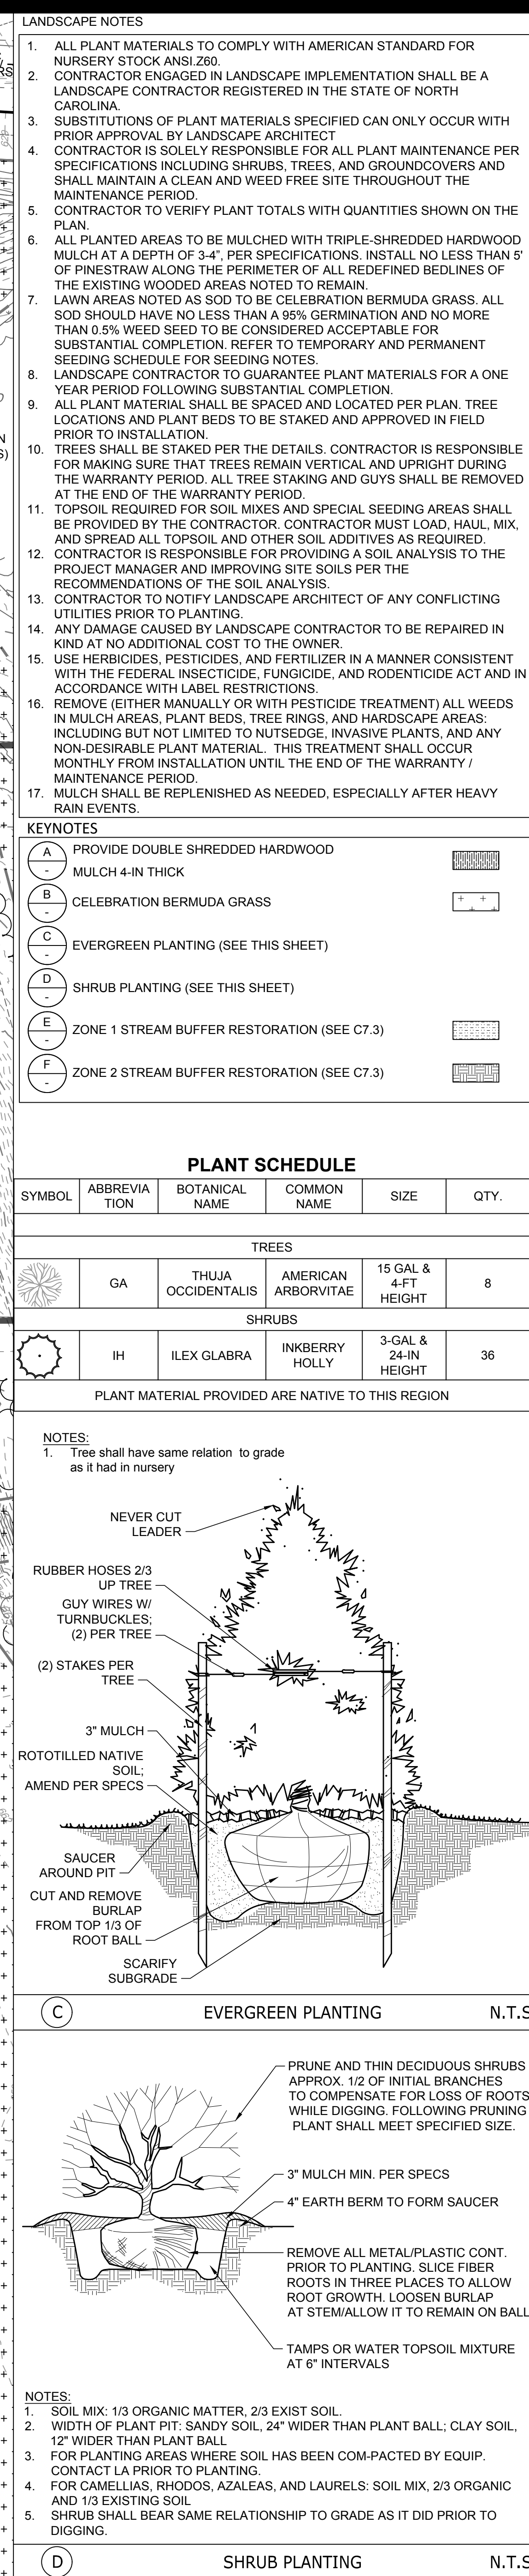 LANDSCAPE NOTES
1. ALL PLANT MATERIALS TO COMPLY WITH AMERICAN STANDARD FOR
NURSERY STOCK ANSI.Z60.
2. CONTRACTOR ENGAGED IN LANDSCAPE IMPLEMENTATION SHALL BE A
LANDSCAPE CONTRACTOR REGISTERED IN THE STATE OF NORTH
CAROLINA.
3. SUBSTITUTIONS OF PLANT MATERIALS SPECIFIED CAN ONLY OCCUR WITH
PRIOR APPROVAL BY LANDSCAPE ARCHITECT
4. CONTRACTOR IS SOLELY RESPONSIBLE FOR ALL PLANT MAINTENANCE PER
SPECIFICATIONS INCLUDING SHRUBS, TREES, AND GROUNDCOVERS AND
SHALL MAINTAIN A CLEAN AND WEED FREE SITE THROUGHOUT THE
MAINTENANCE PERIOD.
5. CONTRACTOR TO VERIFY PLANT TOTALS WITH QUANTITIES SHOWN ON THE
PLAN.
6. ALL PLANTED AREAS TO BE MULCHED WITH TRIPLE-SHREDDED HARDWOOD
MULCH AT A DEPTH OF 3-4", PER SPECIFICATIONS. INSTALL NO LESS THAN 5'
OF PINESTRAW ALONG THE PERIMETER OF ALL REDEFINED BEDLINES OF
THE EXISTING WOODED AREAS NOTED TO REMAIN.
7. LAWN AREAS NOTED AS SOD TO BE CELEBRATION BERMUDA GRASS. ALL
SOD SHOULD HAVE NO LESS THAN A 95% GERMINATION AND NO MORE
THAN 0.5% WEED SEED TO BE CONSIDERED ACCEPTABLE FOR
SUBSTANTIAL COMPLETION. REFER TO TEMPORARY AND PERMANENT
SEEDING SCHEDULE FOR SEEDING NOTES.
8. LANDSCAPE CONTRACTOR TO GUARANTEE PLANT MATERIALS FOR A ONE
YEAR PERIOD FOLLOWING SUBSTANTIAL COMPLETION.
9. ALL PLANT MATERIAL SHALL BE SPACED AND LOCATED PER PLAN. TREE
LOCATIONS AND PLANT BEDS TO BE STAKED AND APPROVED IN FIELD
PRIOR TO INSTALLATION.
10. TREES SHALL BE STAKED PER THE DETAILS. CONTRACTOR IS RESPONSIBLE
FOR MAKING SURE THAT TREES REMAIN VERTICAL AND UPRIGHT DURING
THE WARRANTY PERIOD. ALL TREE STAKING AND GUYS SHALL BE REMOVED
AT THE END OF THE WARRANTY PERIOD.
11. TOPSOIL REQUIRED FOR SOIL MIXES AND SPECIAL SEEDING AREAS SHALL
BE PROVIDED BY THE CONTRACTOR. CONTRACTOR MUST LOAD, HAUL, MIX,
AND SPREAD ALL TOPSOIL AND OTHER SOIL ADDITIVES AS REQUIRED.
12. CONTRACTOR IS RESPONSIBLE FOR PROVIDING A SOIL ANALYSIS TO THE
PROJECT MANAGER AND IMPROVING SITE SOILS PER THE
RECOMMENDATIONS OF THE SOIL ANALYSIS.
13. CONTRACTOR TO NOTIFY LANDSCAPE ARCHITECT OF ANY CONFLICTING
UTILITIES PRIOR TO PLANTING.
14. ANY DAMAGE CAUSED BY LANDSCAPE CONTRACTOR TO BE REPAIRED IN
KIND AT NO ADDITIONAL COST TO THE OWNER.
15. USE HERBICIDES, PESTICIDES, AND FERTILIZER IN A MANNER CONSISTENT
WITH THE FEDERAL INSECTICIDE, FUNGICIDE, AND RODENTICIDE ACT AND IN
ACCORDANCE WITH LABEL RESTRICTIONS.
16. REMOVE (EITHER MANUALLY OR WITH PESTICIDE TREATMENT) ALL WEEDS
IN MULCH AREAS, PLANT BEDS, TREE RINGS, AND HARDSCAPE AREAS:
INCLUDING BUT NOT LIMITED TO NUTSEDGE, INVASIVE PLANTS, AND ANY
NON-DESIRABLE PLANT MATERIAL. THIS TREATMENT SHALL OCCUR
MONTHLY FROM INSTALLATION UNTIL THE END OF THE WARRANTY /
MAINTENANCE PERIOD.
17. MULCH SHALL BE REPLENISHED AS NEEDED, ESPECIALLY AFTER HEAVY
RAIN EVENTS.
KEYNOTES
A - PROVIDE DOUBLE SHREDDED HARDWOOD
MULCH 4-IN THICK
B - CELEBRATION BERMUDA GRASS
C - EVERGREEN PLANTING (SEE THIS SHEET)
D - SHRUB PLANTING (SEE THIS SHEET)
E - ZONE 1 STREAM BUFFER RESTORATION (SEE C7.3)
F - ZONE 2 STREAM BUFFER RESTORATION (SEE C7.3)
PLANT SCHEDULE
SYMBOL ABBREVIA TION BOTANICAL NAME COMMON NAME SIZE QTY.
TREES
GA THUJA OCCIDENTALIS AMERICAN ARBORVITAE 15 GAL & 4-FT HEIGHT 8
SHRUBS
IH ILEX GLABRA INKBERRY HOLLY 3-GAL & 24-IN HEIGHT 36
PLANT MATERIAL PROVIDED ARE NATIVE TO THIS REGION
NOTES:
1. Tree shall have same relation to grade
as it had in nursery
NEVER CUT
LEADER
RUBBER HOSES 2/3
UP TREE
GUY WIRES W/
TURNBUCKLES;
(2) PER TREE
(2) STAKES PER
TREE
3" MULCH
ROTOTILLED NATIVE
SOIL;
AMEND PER SPECS
SAUCER
AROUND PIT
CUT AND REMOVE
BURLAP
FROM TOP 1/3 OF
ROOT BALL
SCARIFY
SUBGRADE
C EVERGREEN PLANTING N.T.S
PRUNE AND THIN DECIDUOUS SHRUBS
APPROX. 1/2 OF INITIAL BRANCHES
TO COMPENSATE FOR LOSS OF ROOTS
WHILE DIGGING. FOLLOWING PRUNING
PLANT SHALL MEET SPECIFIED SIZE.
3" MULCH MIN. PER SPECS
4" EARTH BERM TO FORM SAUCER
REMOVE ALL METAL/PLASTIC CONT.
PRIOR TO PLANTING. SLICE FIBER
ROOTS IN THREE PLACES TO ALLOW
ROOT GROWTH. LOOSEN BURLAP
AT STEM/ALLOW IT TO REMAIN ON BALL
TAMPS OR WATER TOPSOIL MIXTURE
AT 6" INTERVALS
NOTES:
1. SOIL MIX: 1/3 ORGANIC MATTER, 2/3 EXIST SOIL.
2. WIDTH OF PLANT PIT: SANDY SOIL, 24" WIDER THAN PLANT BALL; CLAY SOIL,
12" WIDER THAN PLANT BALL
3. FOR PLANTING AREAS WHERE SOIL HAS BEEN COM-PACTED BY EQUIP.
CONTACT LA PRIOR TO PLANTING.
4. FOR CAMELLIAS, RHODOS, AZALEAS, AND LAURELS: SOIL MIX, 2/3 ORGANIC
AND 1/3 EXISTING SOIL
5. SHRUB SHALL BEAR SAME RELATIONSHIP TO GRADE AS IT DID PRIOR TO
DIGGING.
D SHRUB PLANTING N.T.S